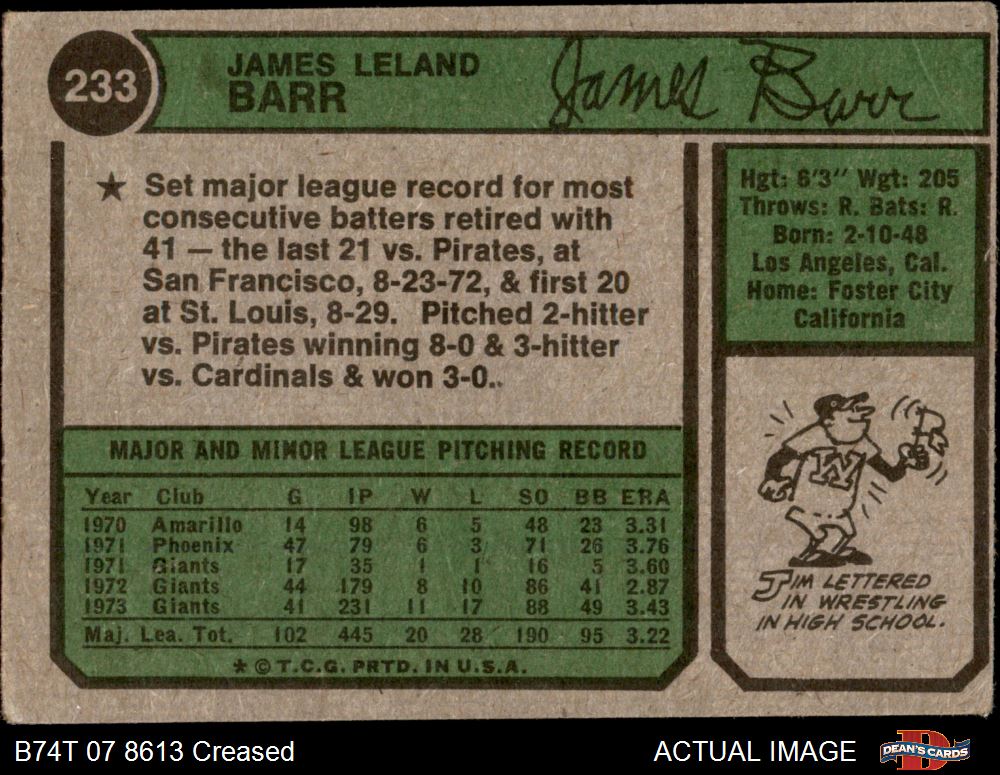 233
JAMES LELAND
BARR
James Barr
★ Set major league record for most
consecutive batters retired with
41 — the last 21 vs. Pirates, at
San Francisco, 8-23-72, & first 20
at St. Louis, 8-29. Pitched 2-hitter
vs. Pirates winning 8-0 & 3-hitter
vs. Cardinals & won 3-0..
Hgt: 6'3" Wgt: 205
Throws: R. Bats: R.
Born: 2-10-48
Los Angeles, Cal.
Home: Foster City
California
MAJOR AND MINOR LEAGUE PITCHING RECORD
Year Club G IP W L SO BB ERA
1970 Amarillo 14 98 6 5 48 23 3.31
1971 Phoenix 47 79 6 3 71 26 3.76
1971 Giants 17 35 1 1 16 5 3.60
1972 Giants 44 179 8 10 86 41 2.87
1973 Giants 41 231 11 17 88 49 3.43
Maj. Lea. Tot. 102 445 20 28 190 95 3.22
★ © T.C.G. PRTD. IN U.S.A.
JIM LETTERED
IN WRESTLING
IN HIGH SCHOOL.
B74T 07 8613 Creased
ACTUAL IMAGE
D
DEAN'S CARDS